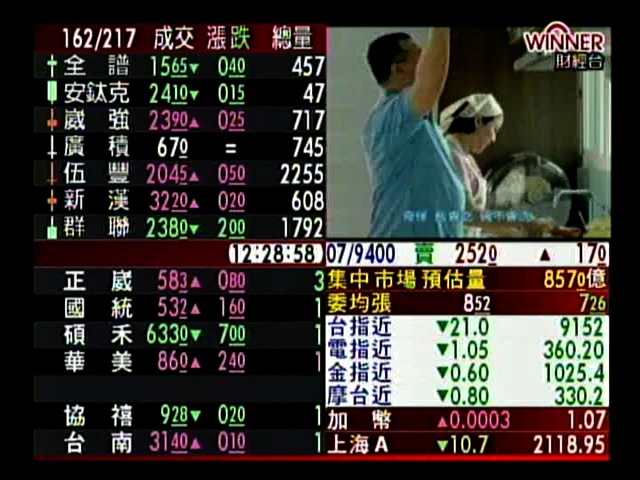 162/217 成交 漲跌 總量
WINNER
財經台
全譜 1565▼ 040 457
安鈦克 2410▼ 015 47
崴強 2390▲ 025 717
廣積 670 = 745
伍豐 2045▲ 050 2255
新漢 3220▲ 020 608
群聯 2380▼ 200 1792
12:28:58 07/9400 賣 2520 ▲ 170
正崴 583▲ 080 3
集中市場預估量 8570億
國統 532▲ 160 1
委均張 852 726
碩禾 6330▼ 700 1
台指近 ▼21.0 9152
華美 860▲ 240 1
電指近 ▼1.05 360.20
金指近 ▼0.60 1025.4
摩台近 ▼0.80 330.2
協禧 928▼ 020 1
加幣 ▲0.0003 1.07
台南 3140▲ 010 1
上海A ▼10.7 2118.95